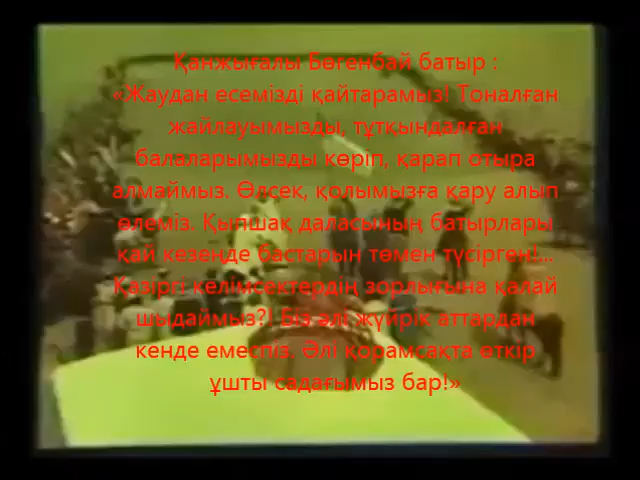 Қанжығалы Бөгенбай батыр :
«Жаудан есемізді қайтарамыз! Тоналған
жайлауымызды, тұтқындалған
балаларымызды көріп, қарап отыра
алмаймыз. Өлсек, қолымызға қару алып
өлеміз. Қыпшақ даласының батырлары
қай кезеңде бастарын төмен түсірген!...
Қазіргі келімсектердің зорлығына қалай
шыдаймыз?! Біз әлі жүйрік аттардан
кенде емеспіз. Әлі қорамсақта өткір
ұшты садағымыз бар!»